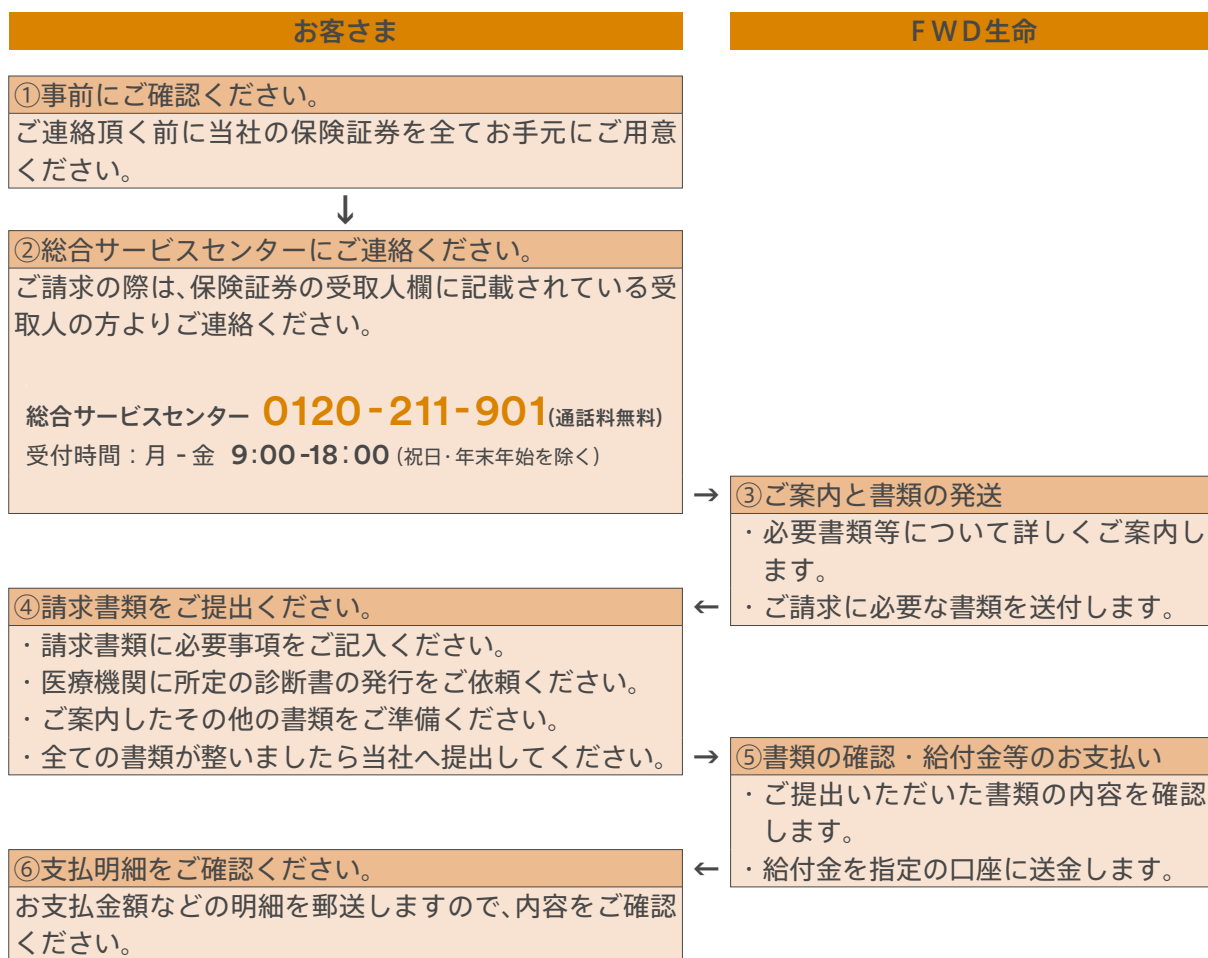 お客さま
FWD生命
①事前にご確認ください。
ご連絡頂く前に当社の保険証券を全てお手元にご用意
ください。
↓
②総合サービスセンターにご連絡ください。
ご請求の際は、保険証券の受取人欄に記載されている受
取人の方よりご連絡ください。
総合サービスセンター 0120-211-901(通話料無料)
受付時間：月-金 9:00-18:00(祝日・年末年始を除く)
→
③ご案内と書類の発送
・必要書類等について詳しくご案内し
ます。
・ご請求に必要な書類を送付します。
←
④請求書類をご提出ください。
・請求書類に必要事項をご記入ください。
・医療機関に所定の診断書の発行をご依頼ください。
・ご案内したその他の書類をご準備ください。
・全ての書類が整いましたら当社へ提出してください。
→
⑤書類の確認・給付金等のお支払い
・ご提出いただいた書類の内容を確認
します。
・給付金を指定の口座に送金します。
←
⑥支払明細をご確認ください。
お支払金額などの明細を郵送しますので、内容をご確認
ください。